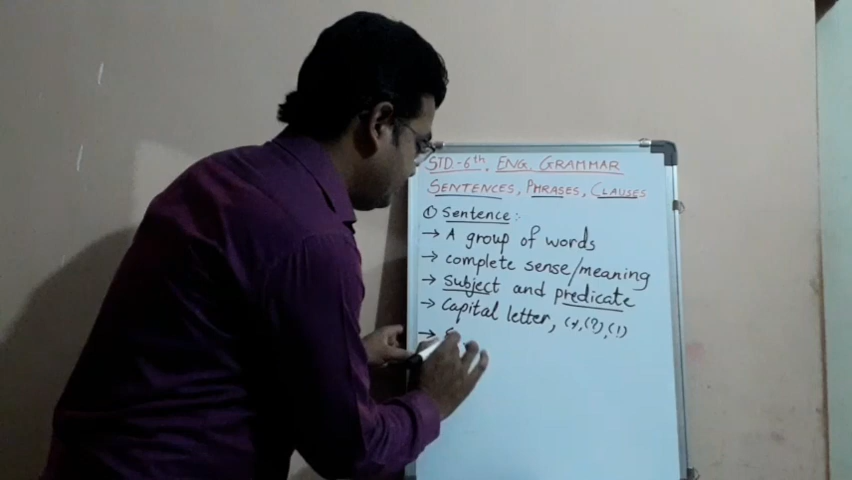 STD.-6th, ENG. GRAMMAR
SENTENCES, PHRASES, CLAUSES
① Sentence:
→ A group of words
→ complete sense/meaning
→ Subject and predicate
→ Capital letter, (.), (?), (!)
→